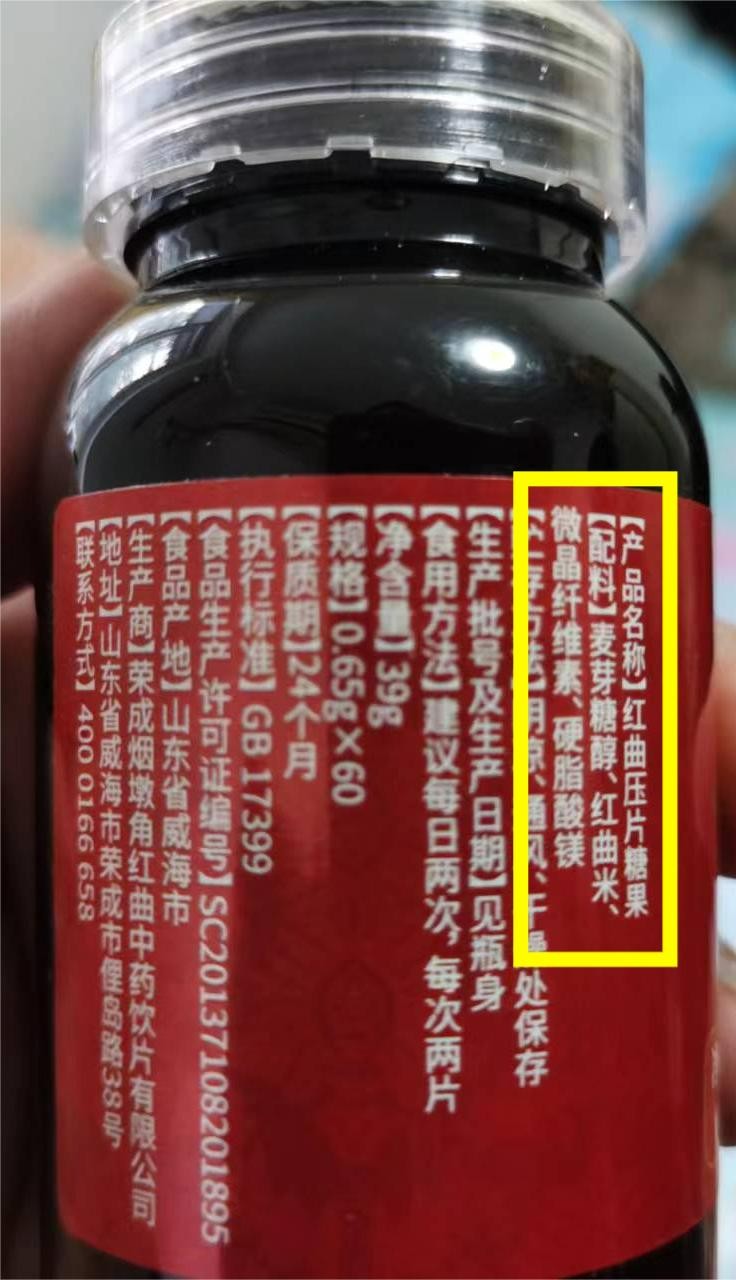 【产品名称】红曲压片糖果
【配料】麦芽糖醇、红曲米、
微晶纤维素、硬脂酸镁
【贮存方法】阴凉、通风、干燥处保存
【生产批号及生产日期】见瓶身
【食用方法】建议每日两次，每次两片
【净含量】39g
【规格】0.65g×60
【保质期】24个月
【执行标准】GB 17399
【食品生产许可证编号】SC20137108201895
【食品产地】山东省威海市
【生产商】荣成烟墩角红曲中药饮片有限公司
【地址】山东省威海市荣成市俚岛路38号
【联系方式】400 0166 658